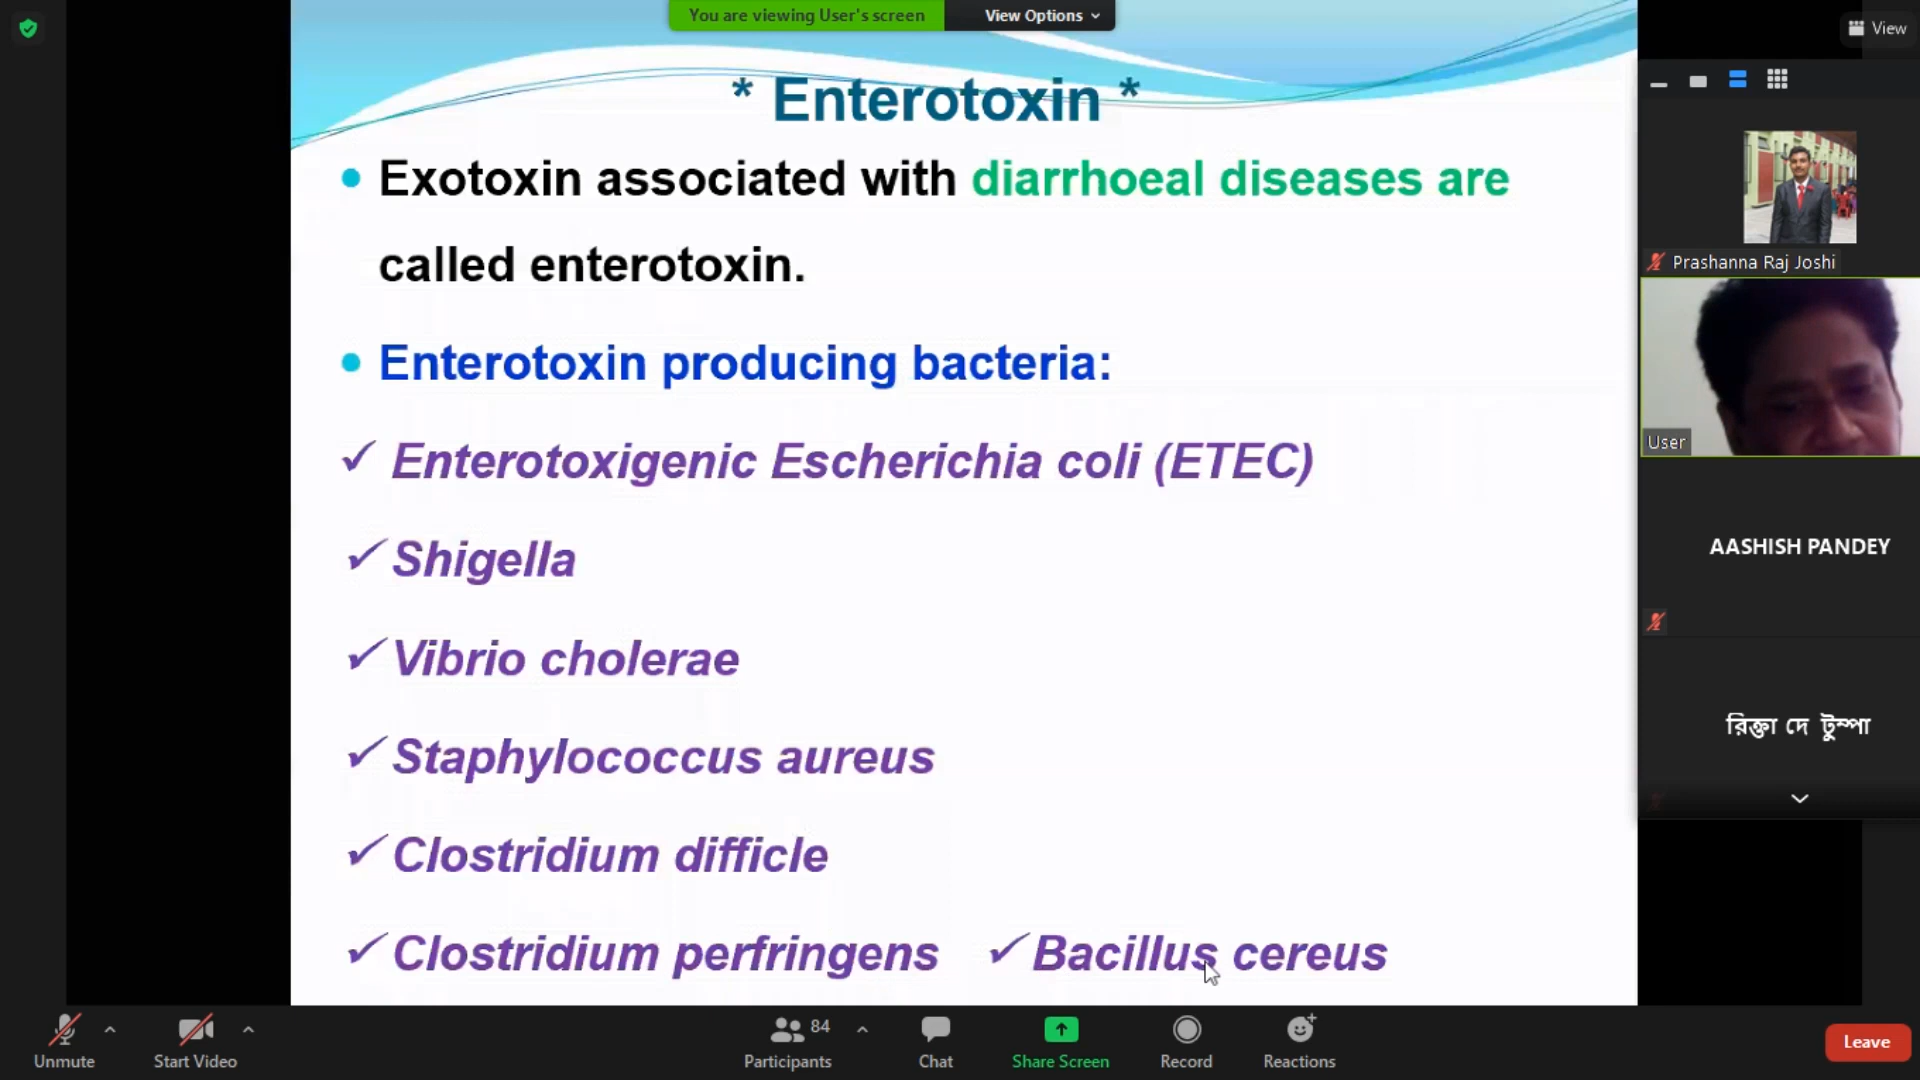 You are viewing User's screen
View Options
View
* Enterotoxin *
Exotoxin associated with diarrhoeal diseases are
called enterotoxin.
Enterotoxin producing bacteria:
Enterotoxigenic Escherichia coli (ETEC)
Shigella
Vibrio cholerae
Staphylococcus aureus
Clostridium difficle
Clostridium perfringens
Bacillus cereus
Prashanna Raj Joshi
User
AASHISH PANDEY
রিক্তা দে টুম্পা
Unmute
Start Video
84
Participants
Chat
Share Screen
Record
Reactions
Leave